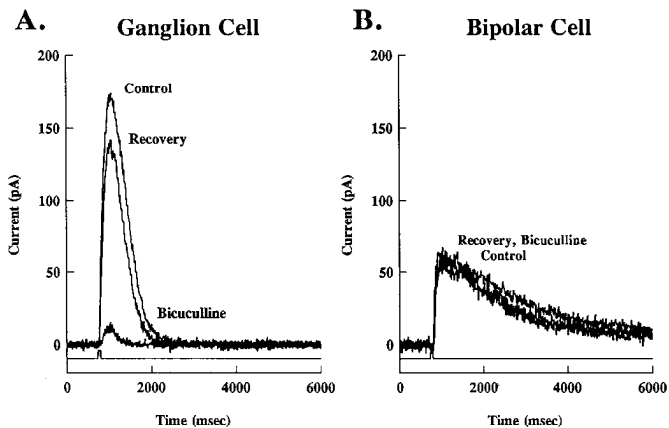 A.
Ganglion Cell
200
150
100
50
0
Current (pA)
Control
Recovery
Bicuculline
0
2000
4000
6000
Time (msec)
B.
Bipolar Cell
200
150
100
50
0
Current (pA)
Recovery, Bicuculline
Control
0
2000
4000
6000
Time (msec)